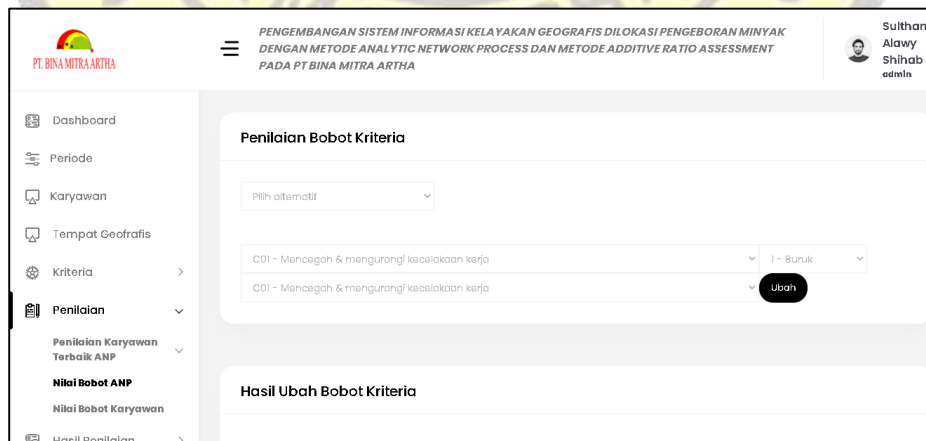 PT. BINA MITRA ARTHA
PENGEMBANGAN SISTEM INFORMASI KELAYAKAN GEOGRAFIS DILOKASI PENGEBORAN MINYAK
DENGAN METODE ANALYTIC NETWORK PROCESS DAN METODE ADDITIVE RATIO ASSESSMENT
PADA PT BINA MITRA ARTHA
Sulthan
Alawy
Shihab
admin
Dashboard
Periode
Karyawan
Tempat Geofrafis
Kriteria
Penilaian
Penilaian Karyawan
Terbaik ANP
Nilai Bobot ANP
Nilai Bobot Karyawan
Hasil Penilaian
Penilaian Bobot Kriteria
Pilih alternatif
C01 - Mencegah & mengurangi kecelakaan kerja
1 - Buruk
C01 - Mencegah & mengurangi kecelakaan kerja
Ubah
Hasil Ubah Bobot Kriteria